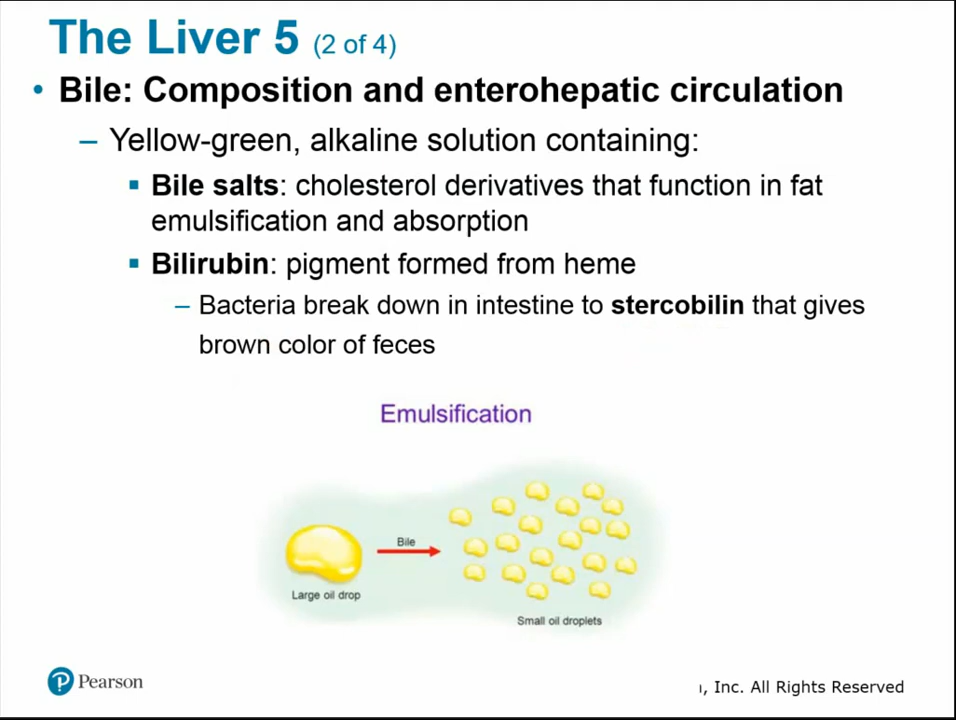 The Liver 5 (2 of 4)
• Bile: Composition and enterohepatic circulation
– Yellow-green, alkaline solution containing:
▪ Bile salts: cholesterol derivatives that function in fat
emulsification and absorption
▪ Bilirubin: pigment formed from heme
– Bacteria break down in intestine to stercobilin that gives
brown color of feces
Emulsification
Bile
Large oil drop
Small oil droplets
P Pearson
, Inc. All Rights Reserved